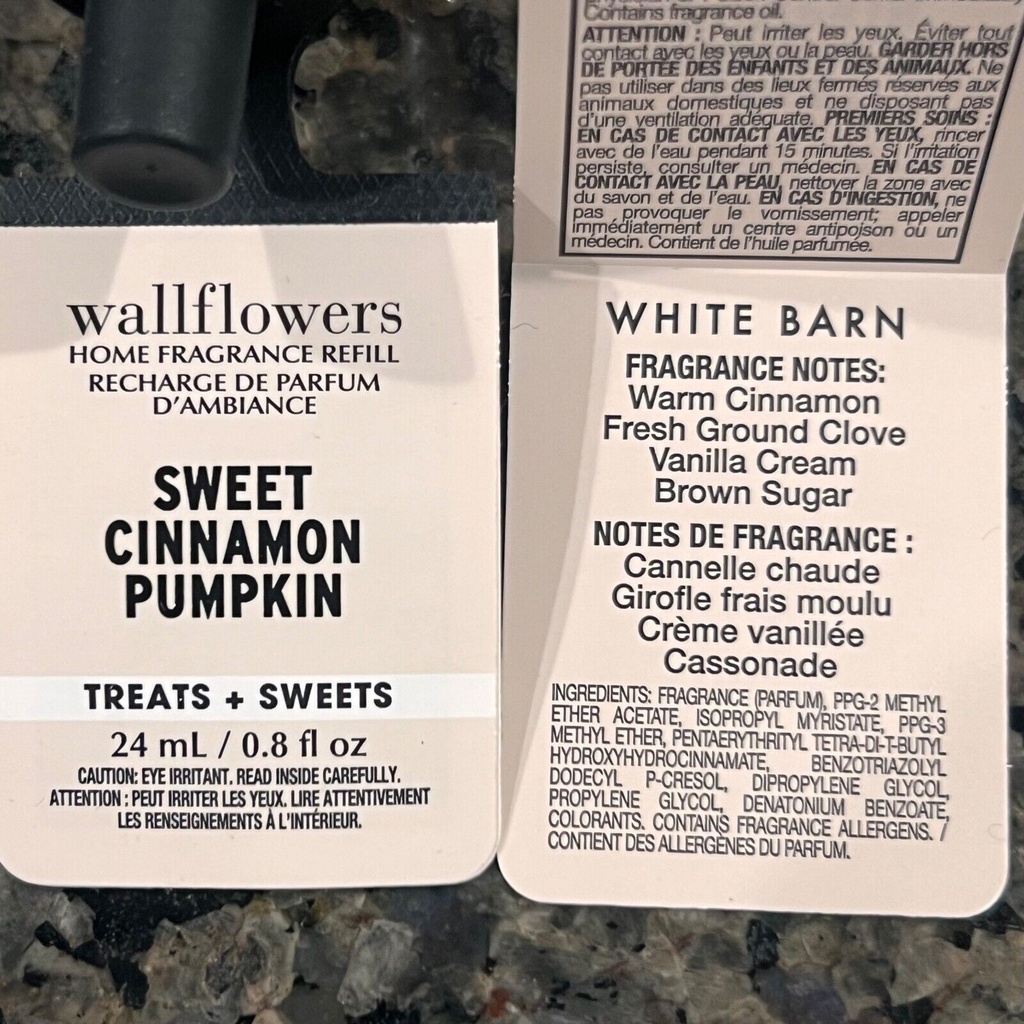 wallflowers
HOME FRAGRANCE REFILL
RECHARGE DE PARFUM
D'AMBIANCE
SWEET
CINNAMON
PUMPKIN
TREATS + SWEETS
24 mL / 0.8 fl oz
CAUTION: EYE IRRITANT. READ INSIDE CAREFULLY.
ATTENTION : PEUT IRRITER LES YEUX. LIRE ATTENTIVEMENT
LES RENSEIGNEMENTS À L'INTÉRIEUR.
Contains fragrance oil.
ATTENTION : Peut irriter les yeux. Éviter tout
contact avec les yeux ou la peau. GARDER HORS
DE PORTÉE DES ENFANTS ET DES ANIMAUX. Ne
pas utiliser dans des lieux fermés réservés aux
animaux domestiques et ne disposant pas
d'une ventilation adéquate. PREMIERS SOINS :
EN CAS DE CONTACT AVEC LES YEUX, rincer
avec de l'eau pendant 15 minutes. Si l'irritation
persiste, consulter un médecin. EN CAS DE
CONTACT AVEC LA PEAU, nettoyer la zone avec
du savon et de l'eau. EN CAS D'INGESTION, ne
pas provoquer le vomissement; appeler
immédiatement un centre antipoison ou un
médecin. Contient de l'huile parfumée.
WHITE BARN
FRAGRANCE NOTES:
Warm Cinnamon
Fresh Ground Clove
Vanilla Cream
Brown Sugar
NOTES DE FRAGRANCE :
Cannelle chaude
Girofle frais moulu
Crème vanillée
Cassonade
INGREDIENTS: FRAGRANCE (PARFUM), PPG-2 METHYL
ETHER ACETATE, ISOPROPYL MYRISTATE, PPG-3
METHYL ETHER, PENTAERYTHRITYL TETRA-DI-T-BUTYL
HYDROXYHYDROCINNAMATE, BENZOTRIAZOLYL
DODECYL P-CRESOL, DIPROPYLENE GLYCOL,
PROPYLENE GLYCOL, DENATONIUM BENZOATE,
COLORANTS. CONTAINS FRAGRANCE ALLERGENS. /
CONTIENT DES ALLERGÈNES DU PARFUM.